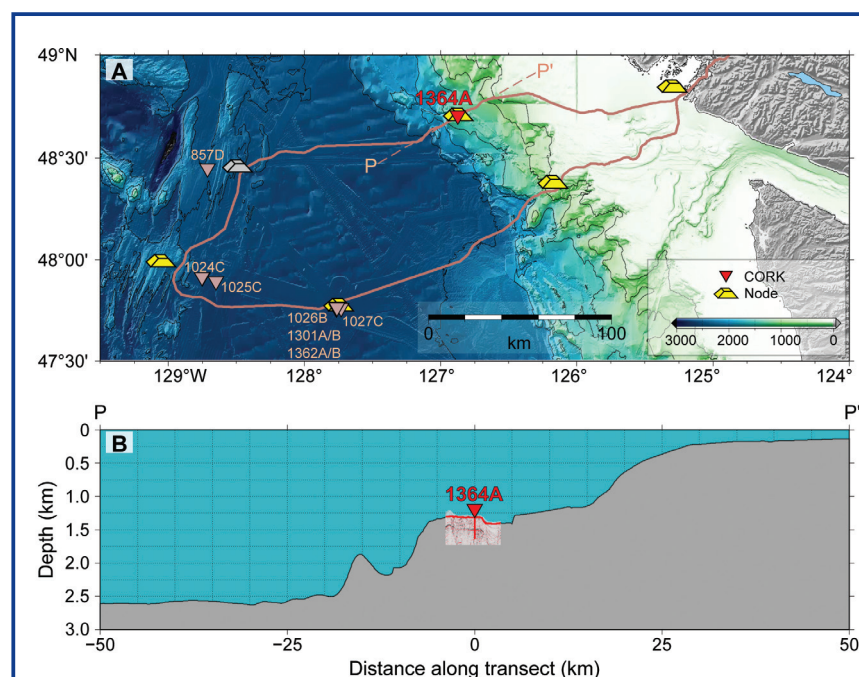 49°N
A
P'
1364A
P
857D
48°30'
48°00'
1024C
1025C
1026B
1027C
1301A/B
1362A/B
0 100
km
CORK
Node
3000 2000 1000 0
47°30'
129°W 128° 127° 126° 125° 124°
P P'
B
0
0.5
1.0
1.5
2.0
2.5
3.0
Depth (km)
1364A
−50 −25 0 25 50
Distance along transect (km)